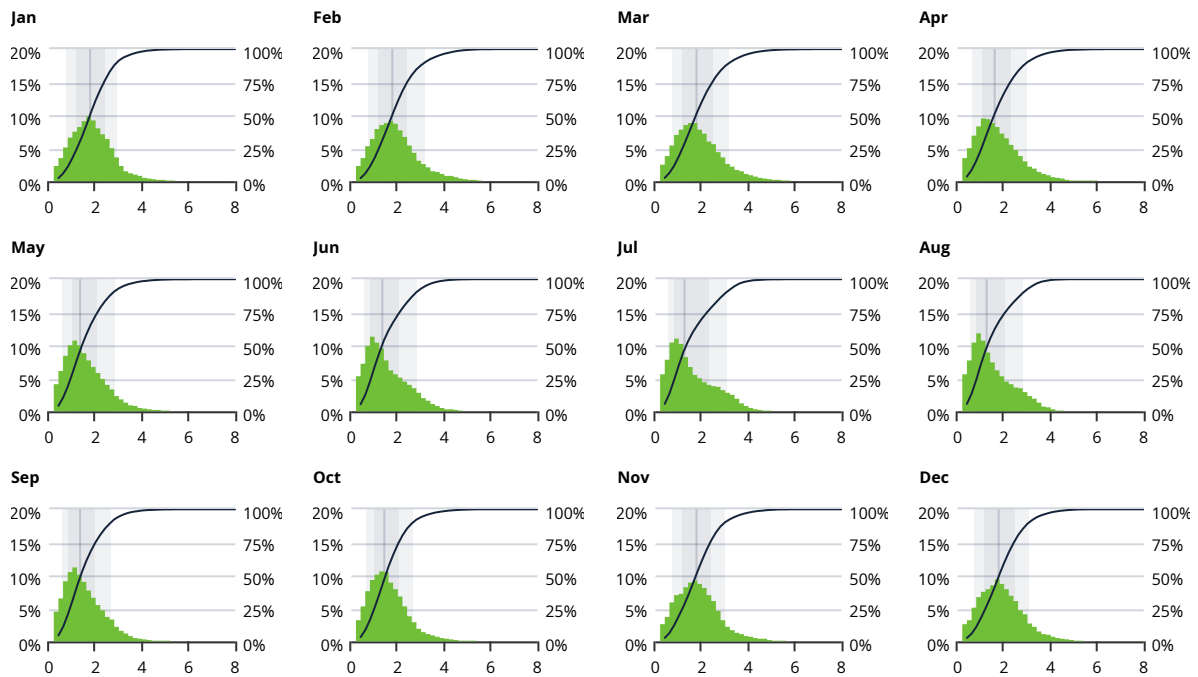 Jan Feb Mar Apr
20% 100% 20% 100% 20% 100% 20% 100%
15% 75% 15% 75% 15% 75% 15% 75%
10% 50% 10% 50% 10% 50% 10% 50%
5% 25% 5% 25% 5% 25% 5% 25%
0% 0% 0% 0% 0% 0% 0% 0%
0 2 4 6 8 0 2 4 6 8 0 2 4 6 8 0 2 4 6 8
May Jun Jul Aug
20% 100% 20% 100% 20% 100% 20% 100%
15% 75% 15% 75% 15% 75% 15% 75%
10% 50% 10% 50% 10% 50% 10% 50%
5% 25% 5% 25% 5% 25% 5% 25%
0% 0% 0% 0% 0% 0% 0% 0%
0 2 4 6 8 0 2 4 6 8 0 2 4 6 8 0 2 4 6 8
Sep Oct Nov Dec
20% 100% 20% 100% 20% 100% 20% 100%
15% 75% 15% 75% 15% 75% 15% 75%
10% 50% 10% 50% 10% 50% 10% 50%
5% 25% 5% 25% 5% 25% 5% 25%
0% 0% 0% 0% 0% 0% 0% 0%
0 2 4 6 8 0 2 4 6 8 0 2 4 6 8 0 2 4 6 8